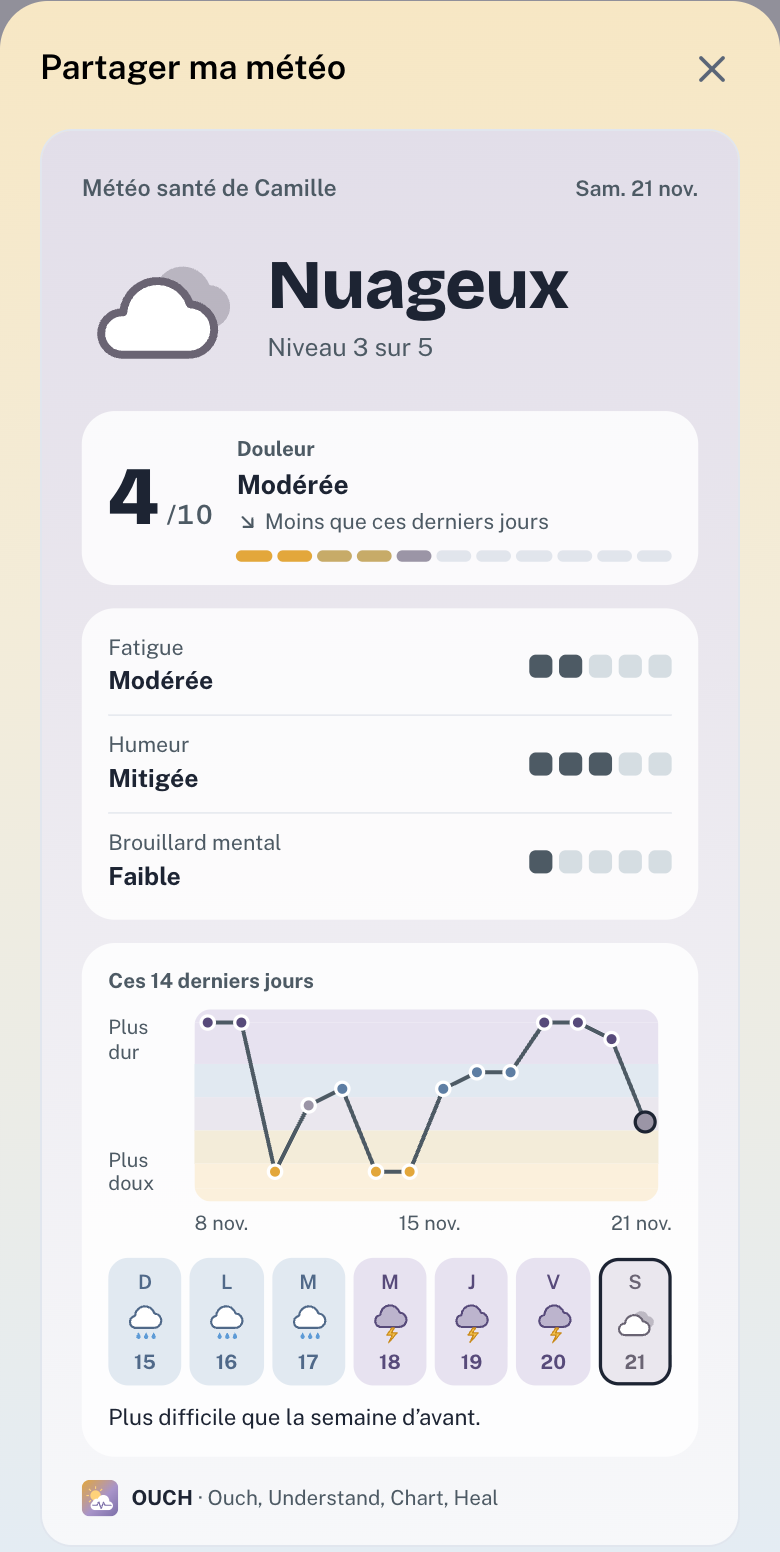 Partager ma météo
Météo santé de Camille
Sam. 21 nov.
Nuageux
Niveau 3 sur 5
4 /10
Douleur
Modérée
↘ Moins que ces derniers jours
Fatigue
Modérée
Humeur
Mitigée
Brouillard mental
Faible
Ces 14 derniers jours
Plus
dur
Plus
doux
8 nov. 15 nov. 21 nov.
D L M M J V S
15 16 17 18 19 20 21
Plus difficile que la semaine d’avant.
OUCH · Ouch, Understand, Chart, Heal